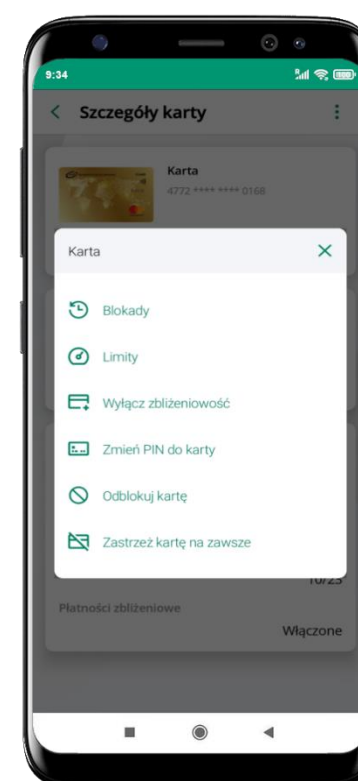 9:34
Szczegóły karty
Karta
4772 **** **** 0168
Karta
Blokady
Limity
Wyłącz zbliżeniowość
Zmień PIN do karty
Odblokuj kartę
Zastrzeż kartę na zawsze
10/23
Płatności zbliżeniowe
Włączone